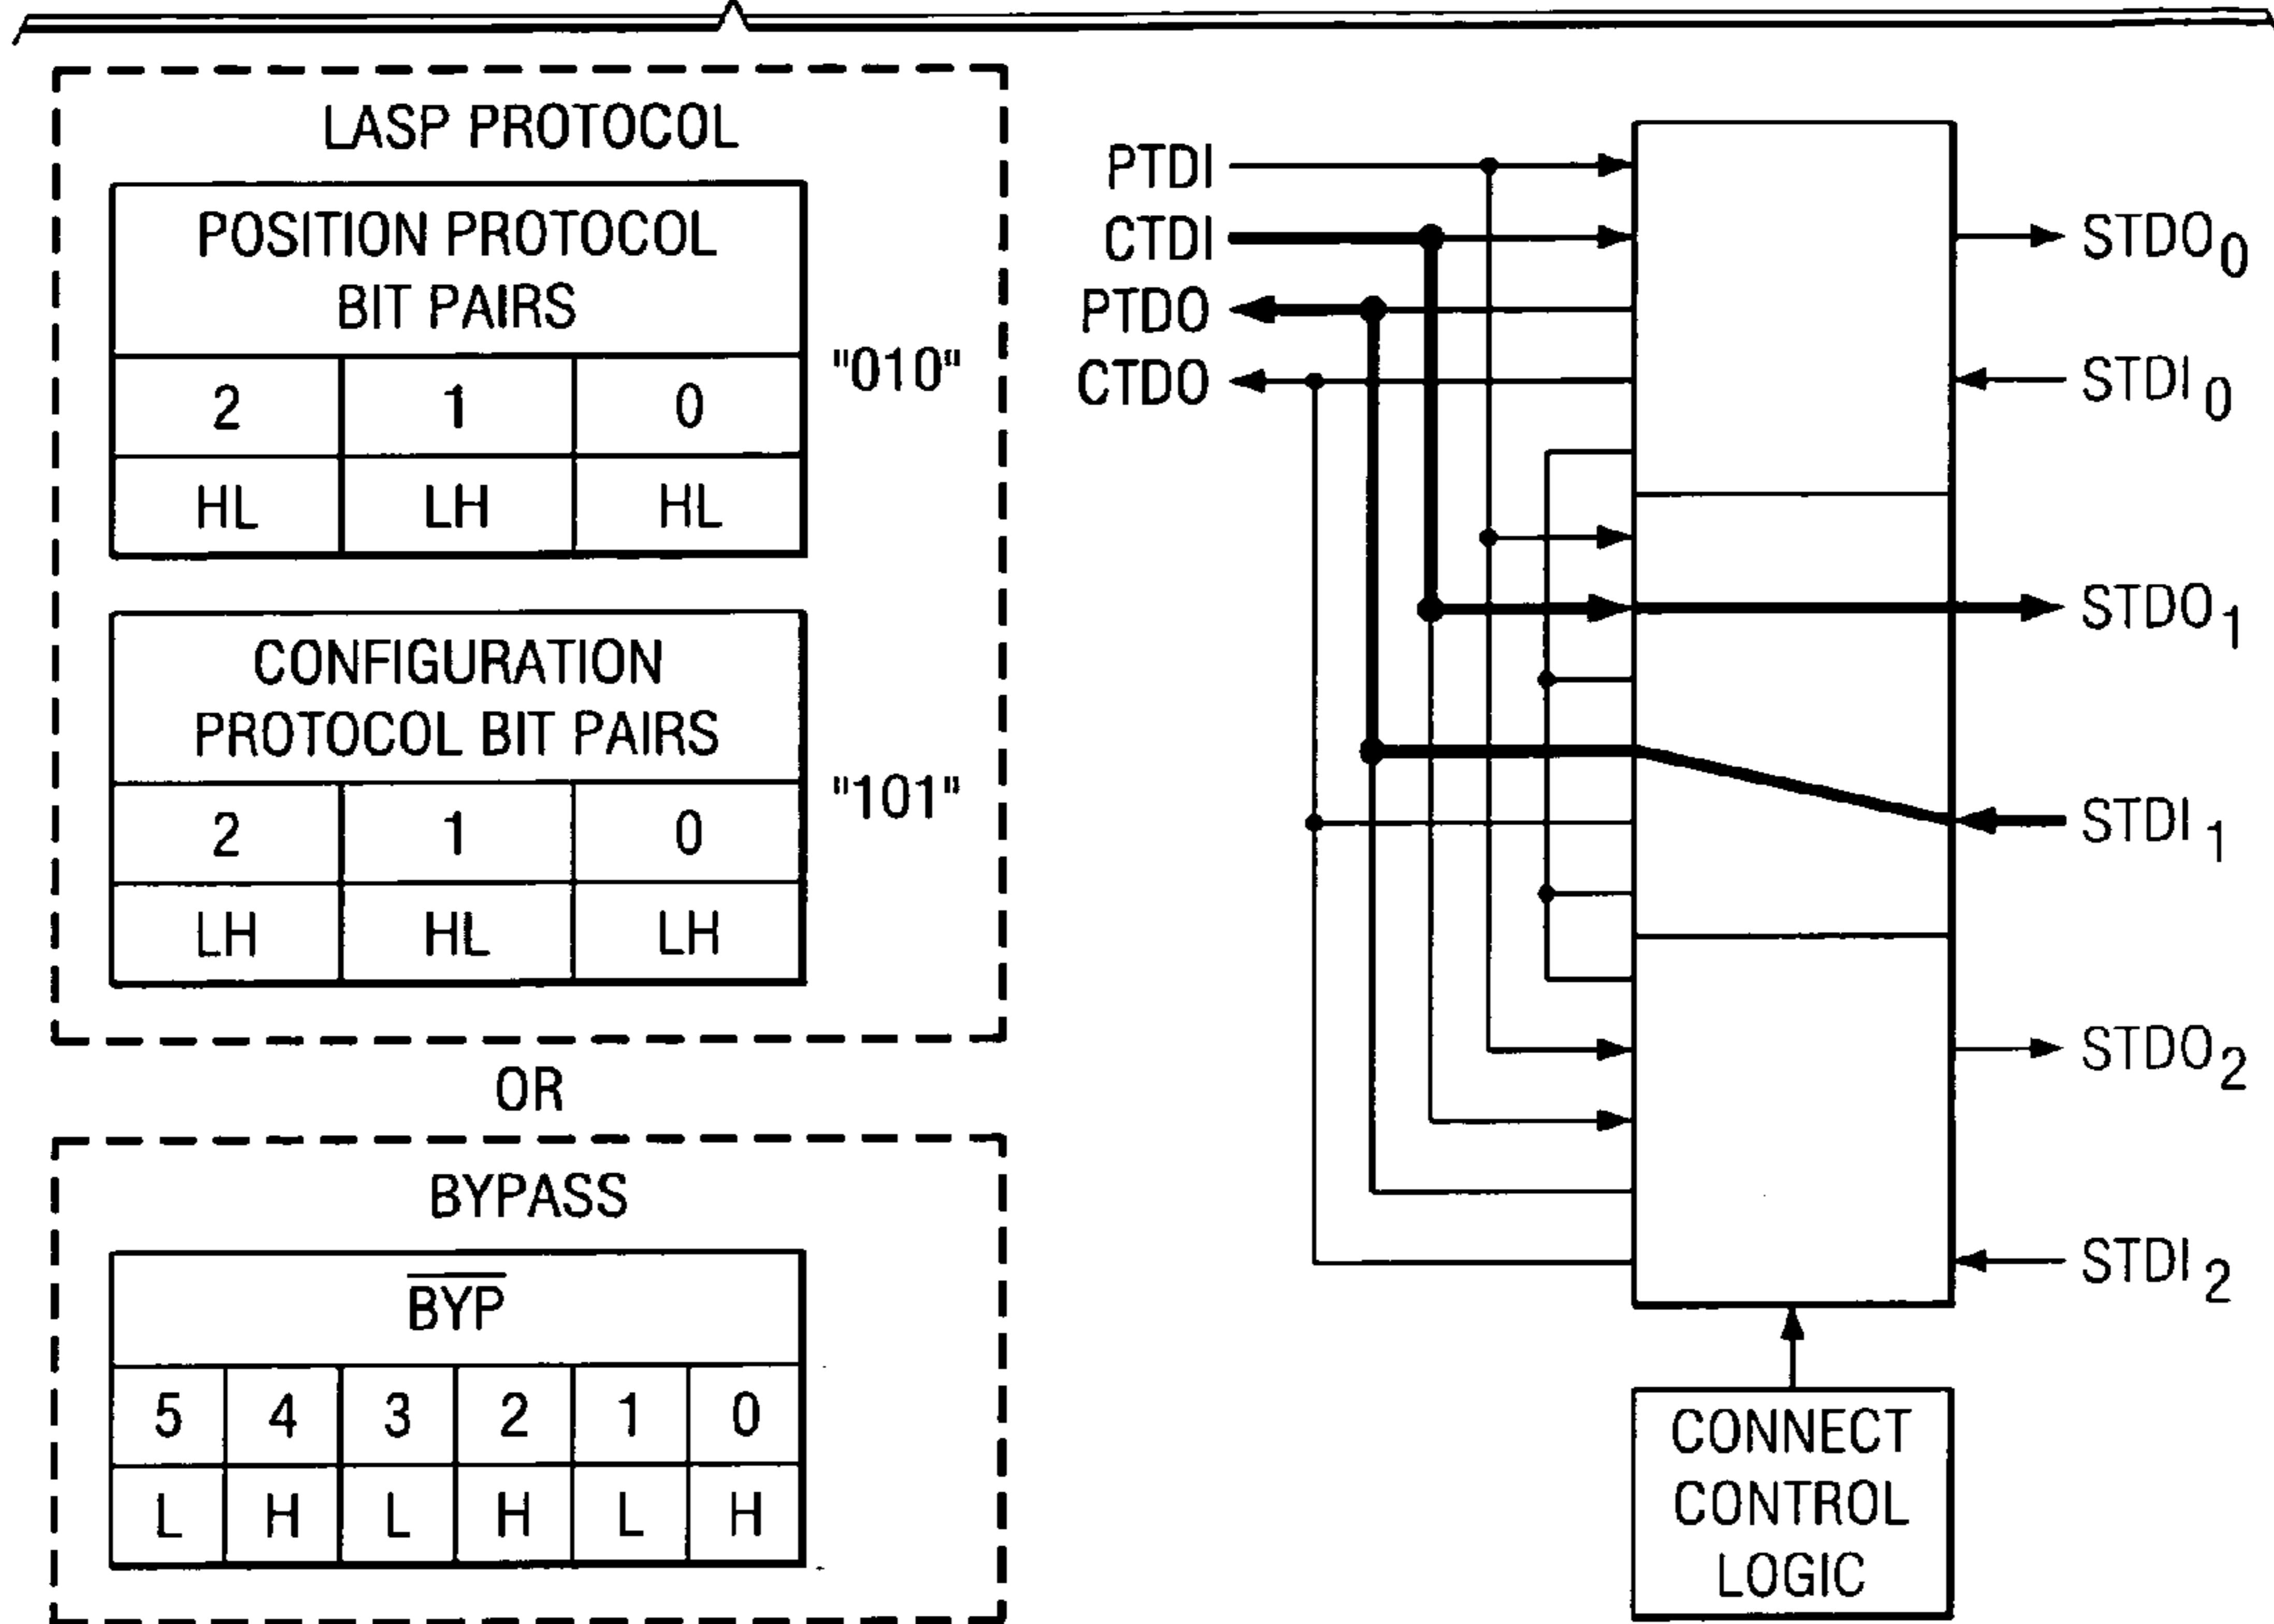 LASP PROTOCOL
POSITION PROTOCOL
BIT PAIRS
"010"
2 1 0
HL LH HL
CONFIGURATION
PROTOCOL BIT PAIRS
"101"
2 1 0
LH HL LH
OR
BYPASS
BYP
5 4 3 2 1 0
L H L H L H
PTDI
CTDI
PTDO
CTDO
STDO0
STDI0
STDO1
STDI1
STDO2
STDI2
CONNECT
CONTROL
LOGIC